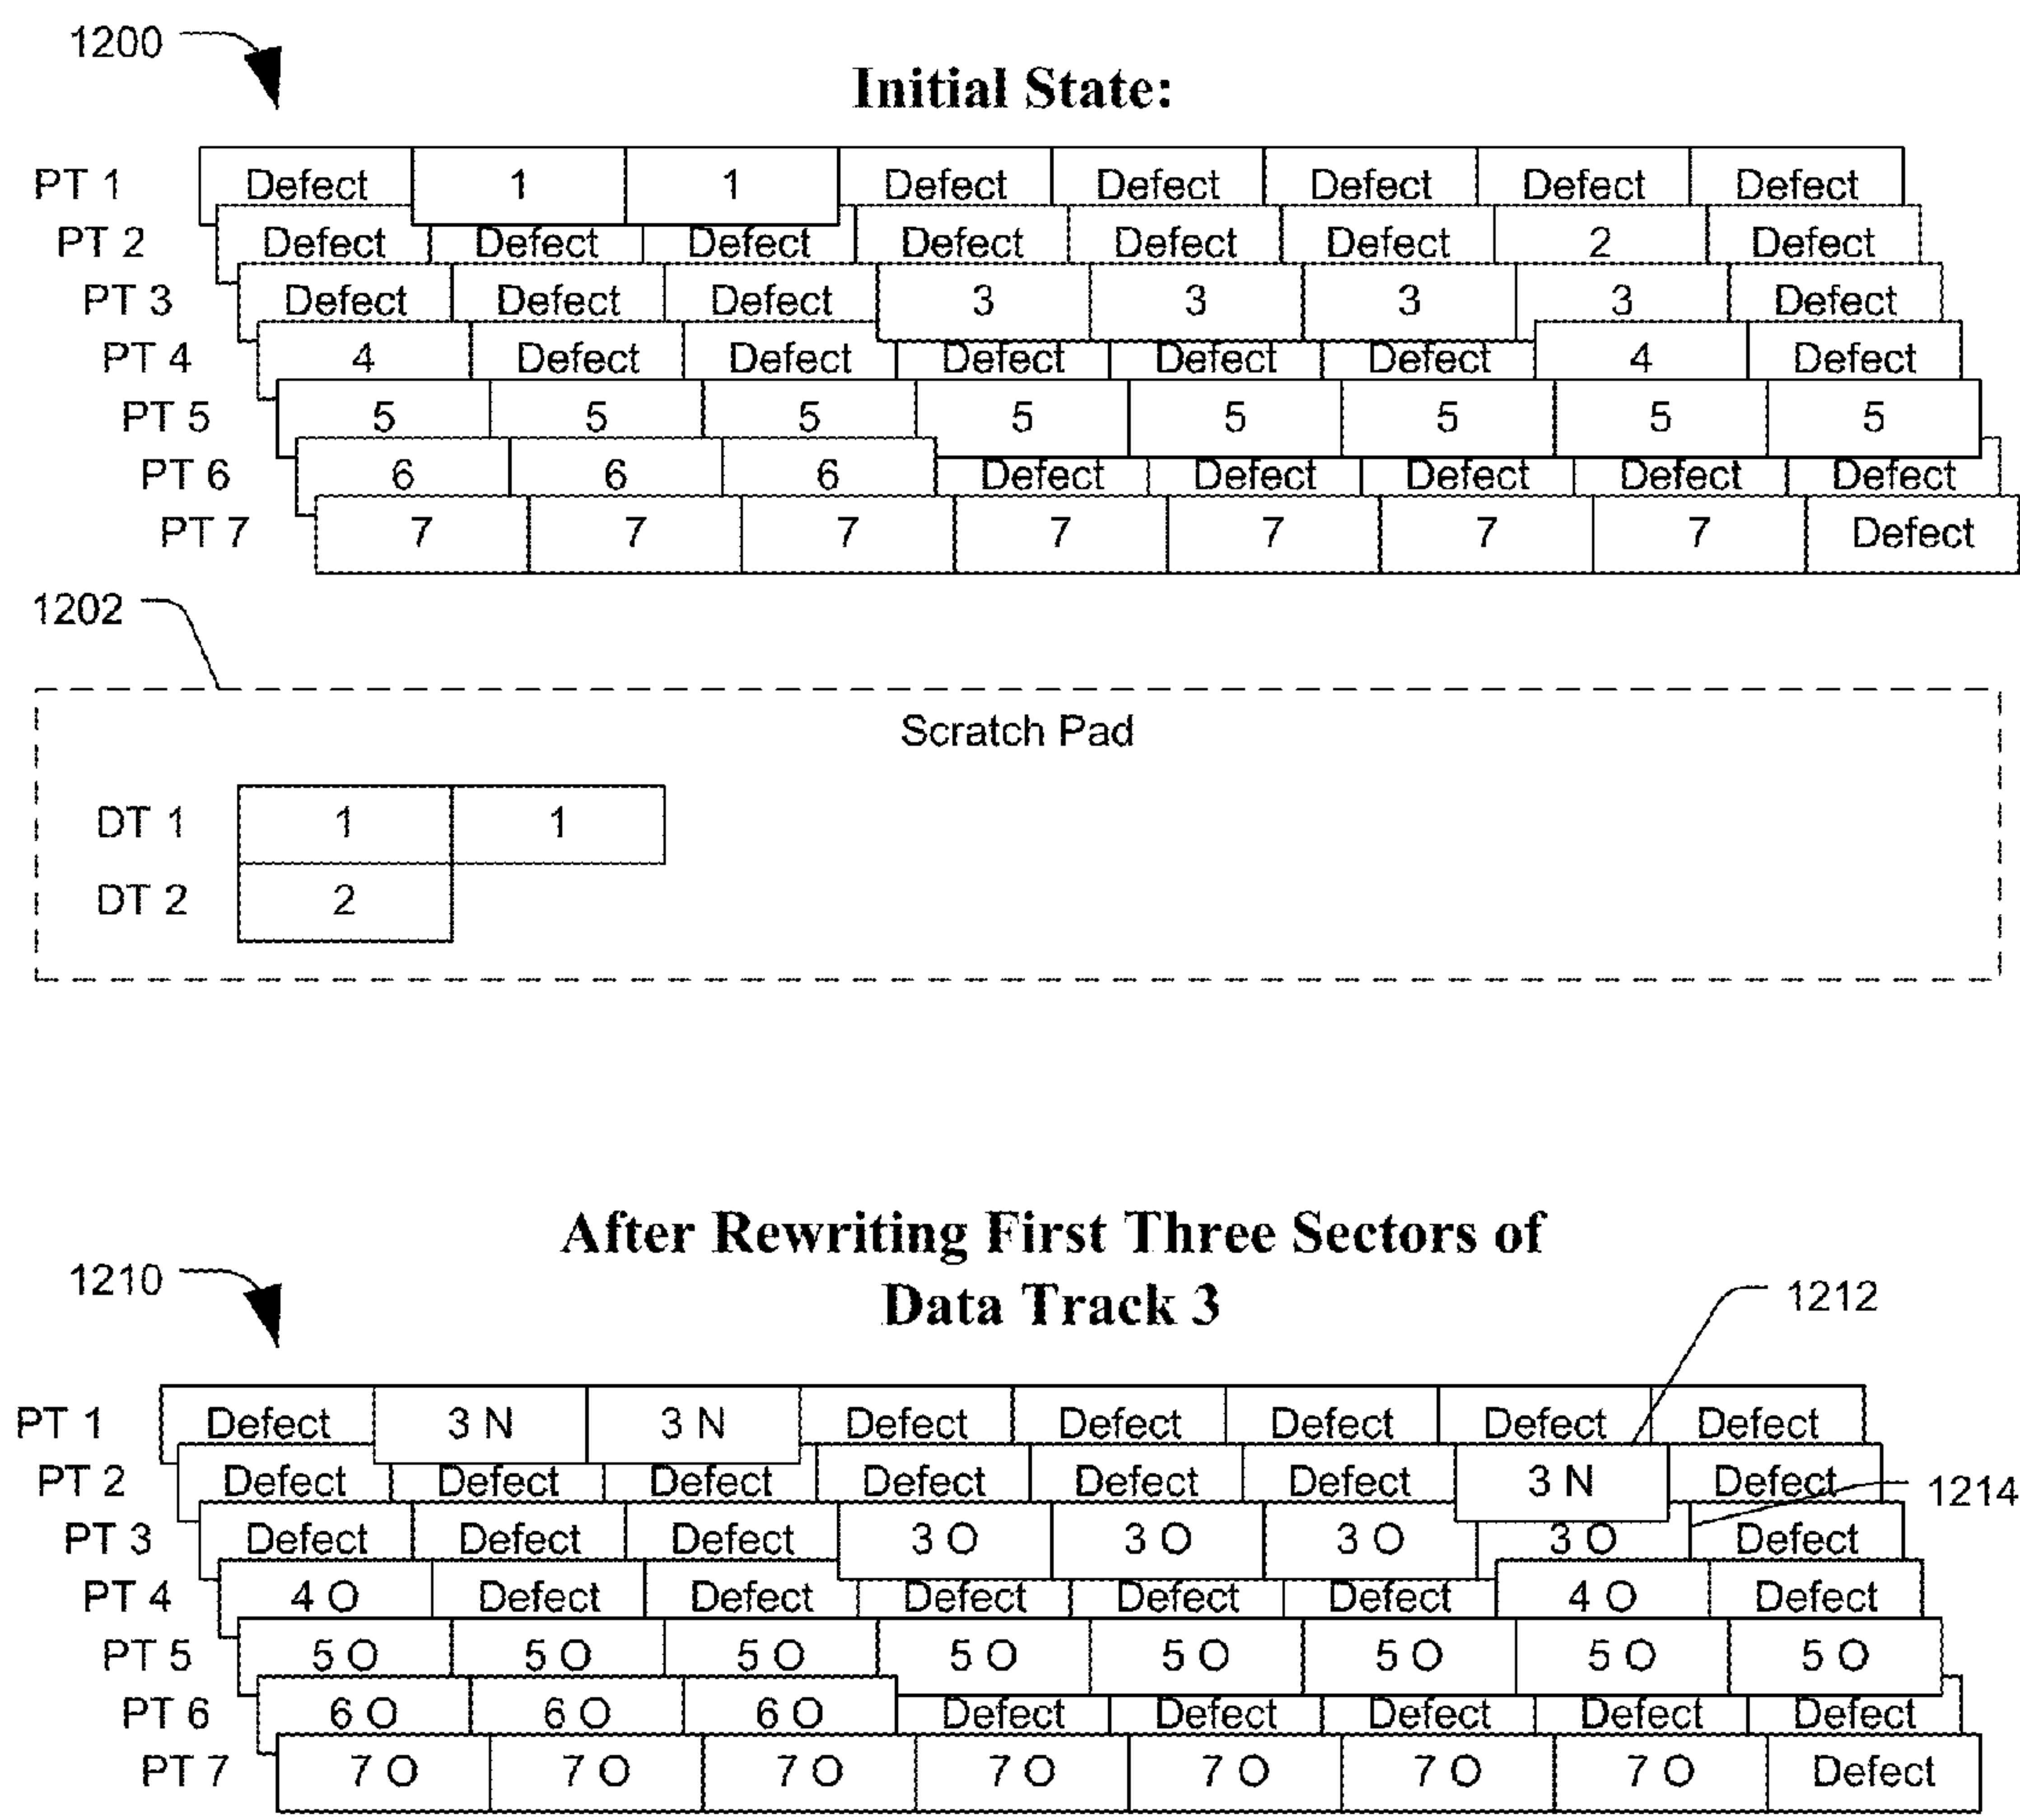 1200
Initial State:
PT 1 Defect 1 1 Defect Defect Defect Defect Defect
PT 2 Defect Defect Defect Defect Defect Defect 2 Defect
PT 3 Defect Defect Defect 3 3 3 3 Defect
PT 4 4 Defect Defect Defect Defect Defect 4 Defect
PT 5 5 5 5 5 5 5 5 5
PT 6 6 6 6 Defect Defect Defect Defect Defect
PT 7 7 7 7 7 7 7 7 Defect
1202
Scratch Pad
DT 1 1 1
DT 2 2
After Rewriting First Three Sectors of
1210
Data Track 3
1212
PT 1 Defect 3 N 3 N Defect Defect Defect Defect Defect
PT 2 Defect Defect Defect Defect Defect Defect 3 N Defect
1214
PT 3 Defect Defect Defect 3 O 3 O 3 O 3 O Defect
PT 4 4 O Defect Defect Defect Defect Defect 4 O Defect
PT 5 5 O 5 O 5 O 5 O 5 O 5 O 5 O 5 O
PT 6 6 O 6 O 6 O Defect Defect Defect Defect Defect
PT 7 7 O 7 O 7 O 7 O 7 O 7 O 7 O Defect